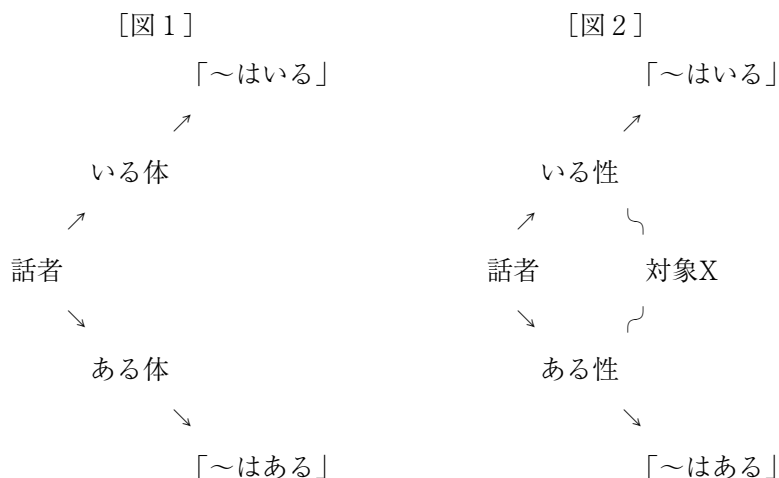 ［図１］
「～はいる」
いる体
話者
ある体
「～はある」
［図２］
「～はいる」
いる性
話者
対象X
ある性
「～はある」